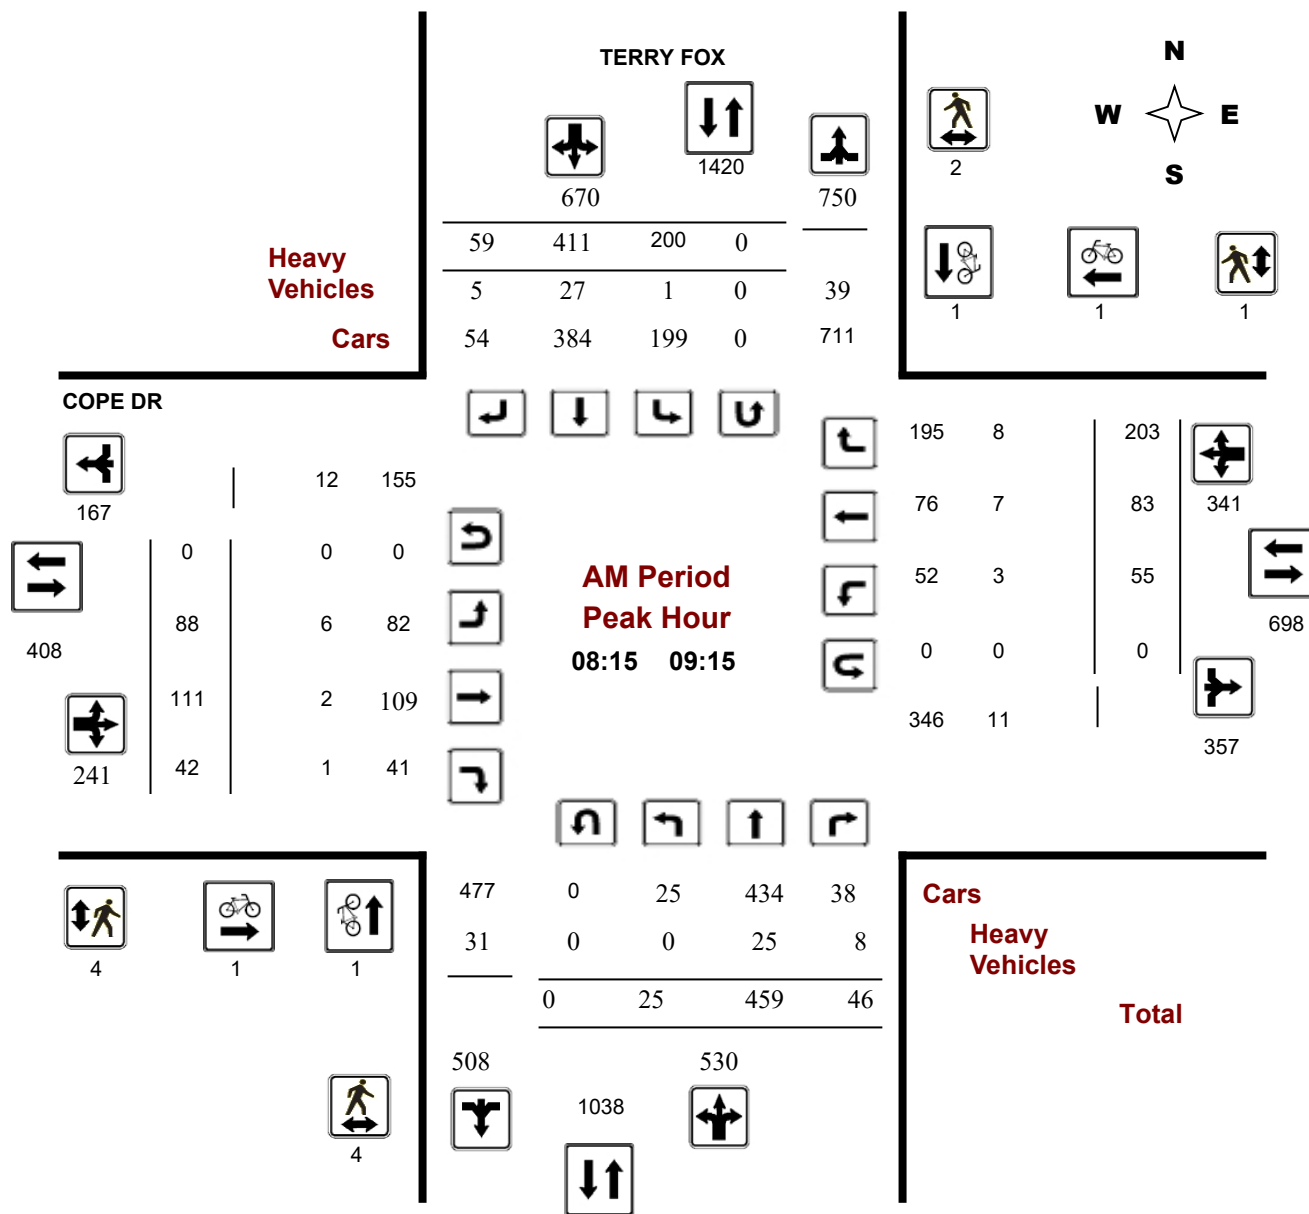 TERRY FOX
N
W E
S
1420
2
670
750
59 411 200 0
Heavy
Vehicles
5 27 1 0 39
1 1 1
Cars
54 384 199 0 711
COPE DR
195 8 203
12 155
167
76 7 83 341
0 0 0
AM Period
52 3 55
Peak Hour
88 6 82
698
408
08:15 09:15
0 0 0
111 2 109
346 11
357
241 42 1 41
477 0 25 434 38
Cars
31 0 0 25 8
Heavy
Vehicles
4 1 1
0 25 459 46
Total
508 530
1038
4